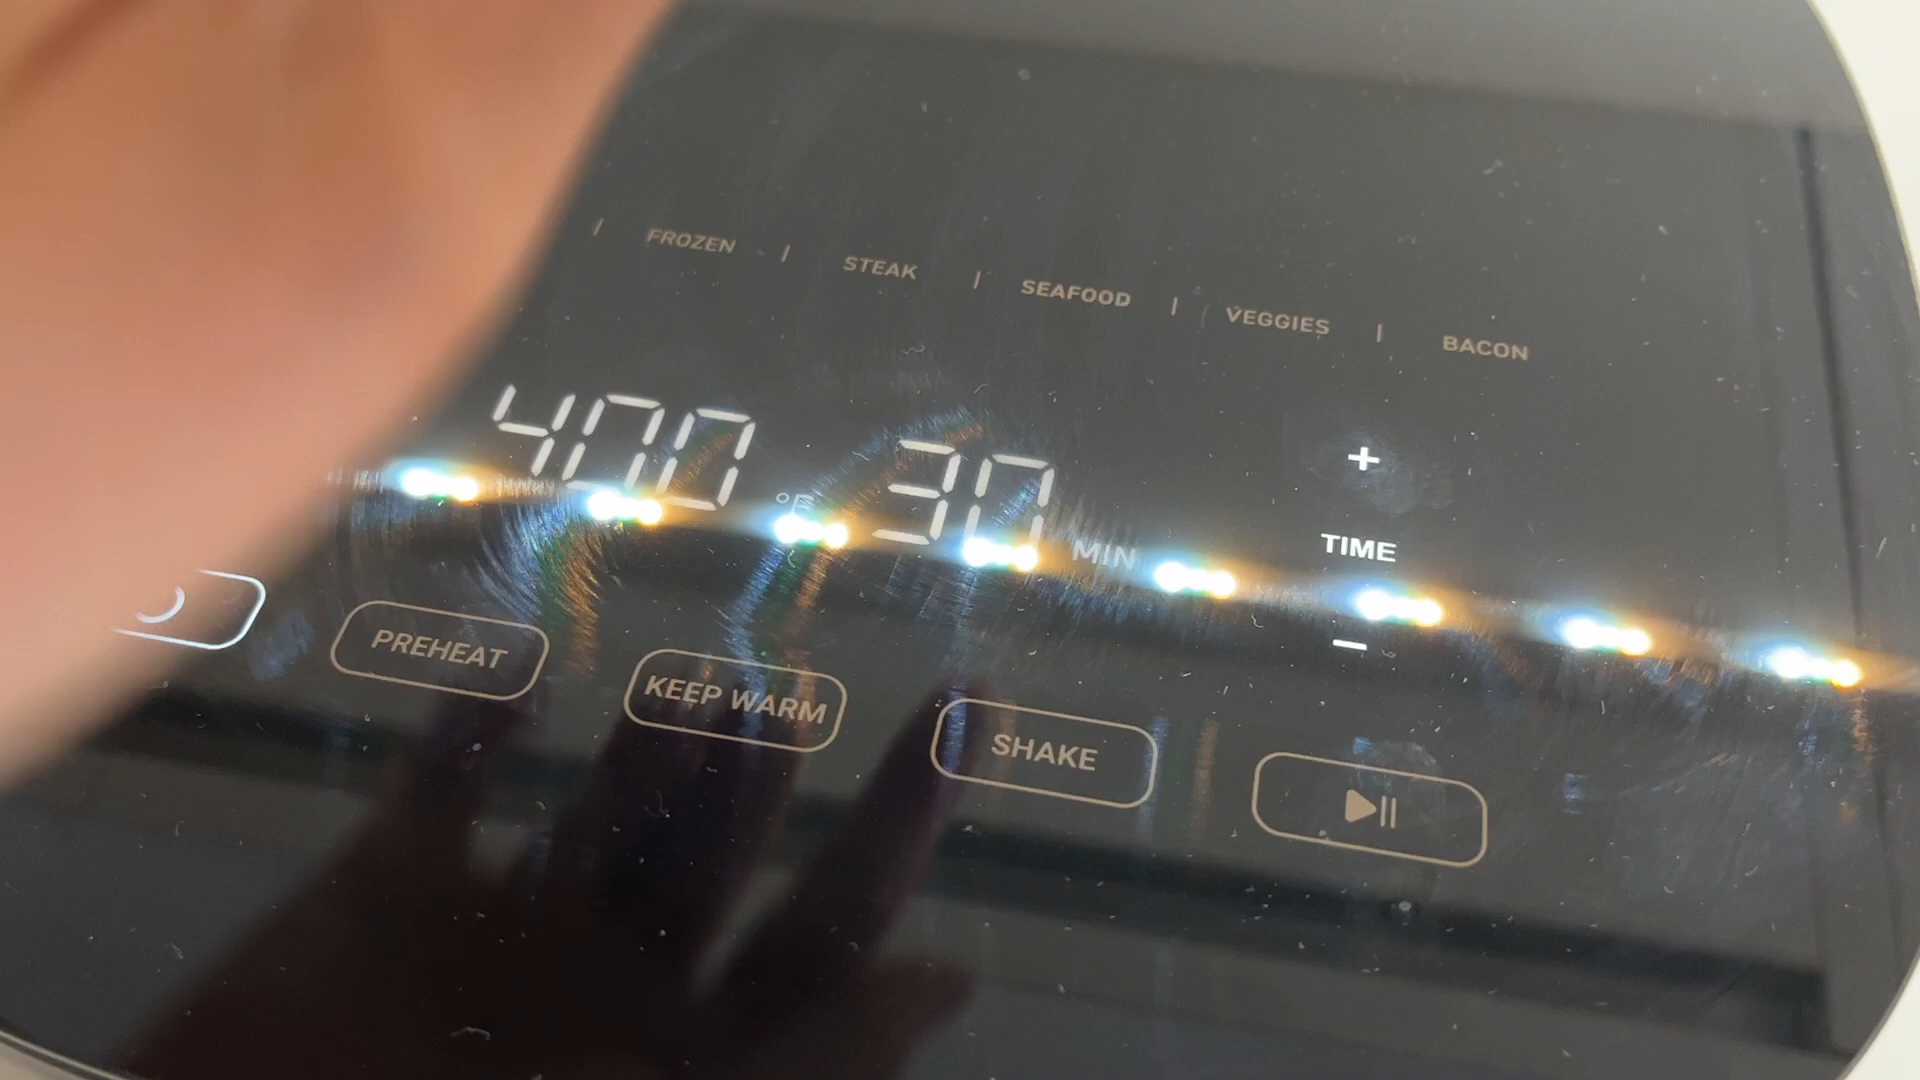 | FROZEN | STEAK | SEAFOOD | VEGGIES | BACON
400 °F 30 MIN
+
TIME
−
PREHEAT
KEEP WARM
SHAKE